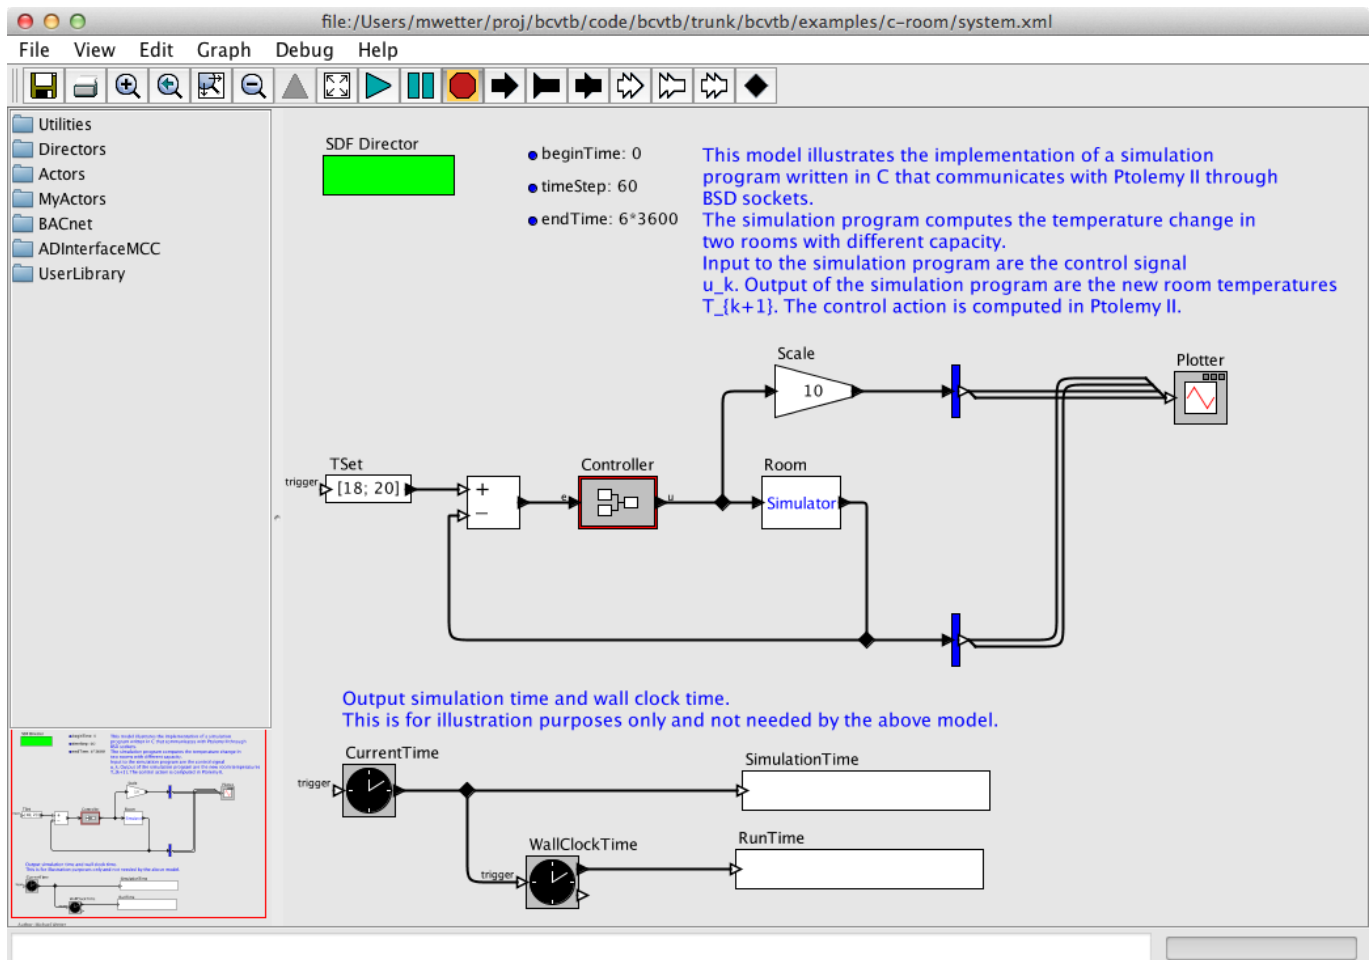 file:/Users/mwetter/proj/bcvtb/code/bcvtb/trunk/bcvtb/examples/c-room/system.xml
File View Edit Graph Debug Help
Utilities
Directors
Actors
MyActors
BACnet
ADInterfaceMCC
UserLibrary
SDF Director
beginTime: 0
timeStep: 60
endTime: 6*3600
This model illustrates the implementation of a simulation
program written in C that communicates with Ptolemy II through
BSD sockets.
The simulation program computes the temperature change in
two rooms with different capacity.
Input to the simulation program are the control signal
u_k. Output of the simulation program are the new room temperatures
T_{k+1}. The control action is computed in Ptolemy II.
Scale
10
Plotter
TSet
trigger
[18; 20]
+
−
e
Controller
u
Room
Simulator
Output simulation time and wall clock time.
This is for illustration purposes only and not needed by the above model.
CurrentTime
trigger
SimulationTime
WallClockTime
trigger
RunTime